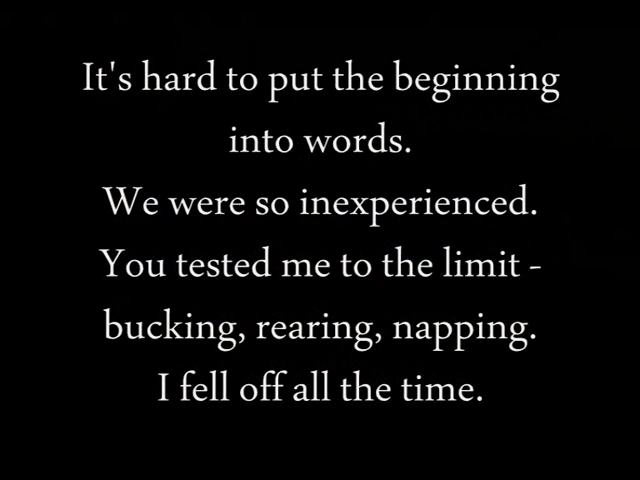 It's hard to put the beginning
into words.
We were so inexperienced.
You tested me to the limit -
bucking, rearing, napping.
I fell off all the time.